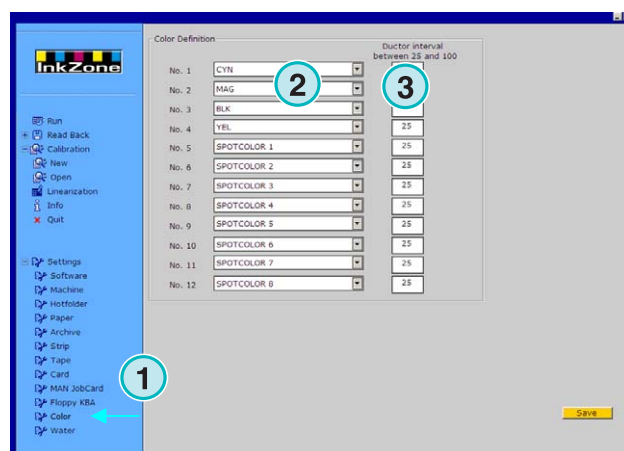 InkZone
Run
Read Back
Calibration
New
Open
Linearization
Info
Quit
Settings
Software
Machine
Hotfolder
Paper
Archive
Strip
Tape
Card
MAN JobCard
Floppy KBA
Color
Water
1
Color Definition
Ductor interval
between 25 and 100
No. 1 CYN
No. 2 MAG
2
3
No. 3 BLK
No. 4 YEL 25
No. 5 SPOTCOLOR 1 25
No. 6 SPOTCOLOR 2 25
No. 7 SPOTCOLOR 3 25
No. 8 SPOTCOLOR 4 25
No. 9 SPOTCOLOR 5 25
No. 10 SPOTCOLOR 6 25
No. 11 SPOTCOLOR 7 25
No. 12 SPOTCOLOR 8 25
Save